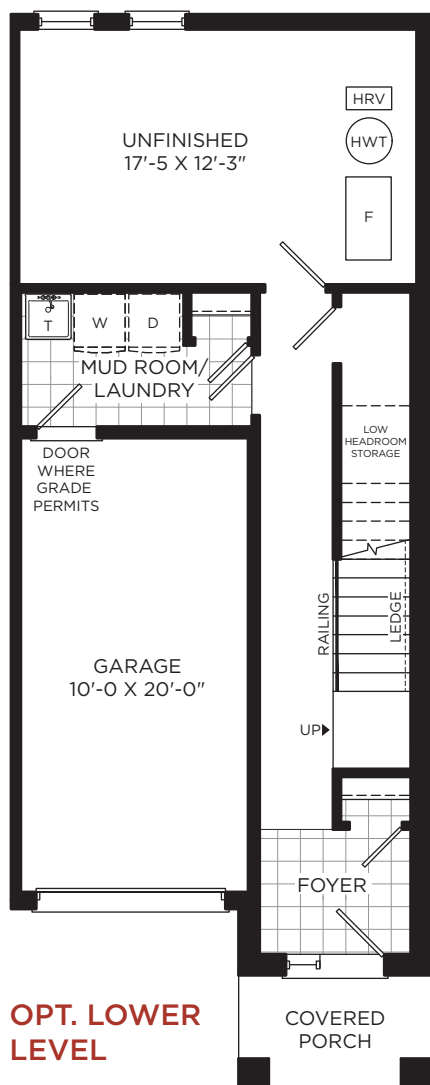 HRV
UNFINISHED
17'-5 X 12'-3"
HWT
F
T
W
D
MUD ROOM/
LAUNDRY
LOW
HEADROOM
STORAGE
DOOR
WHERE
GRADE
PERMITS
RAILING
LEDGE
GARAGE
10'-0 X 20'-0"
UP
FOYER
OPT. LOWER
LEVEL
COVERED
PORCH